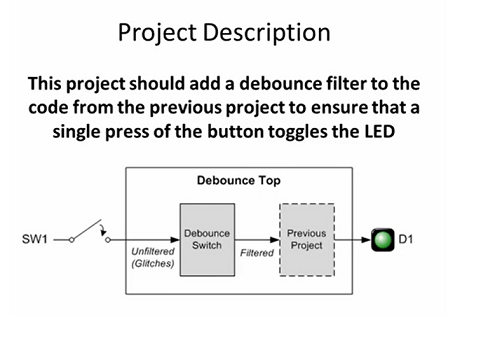 Project Description
This project should add a debounce filter to the
code from the previous project to ensure that a
single press of the button toggles the LED
Debounce Top
SW1
Unfiltered
(Glitches)
Debounce
Switch
Filtered
Previous
Project
D1